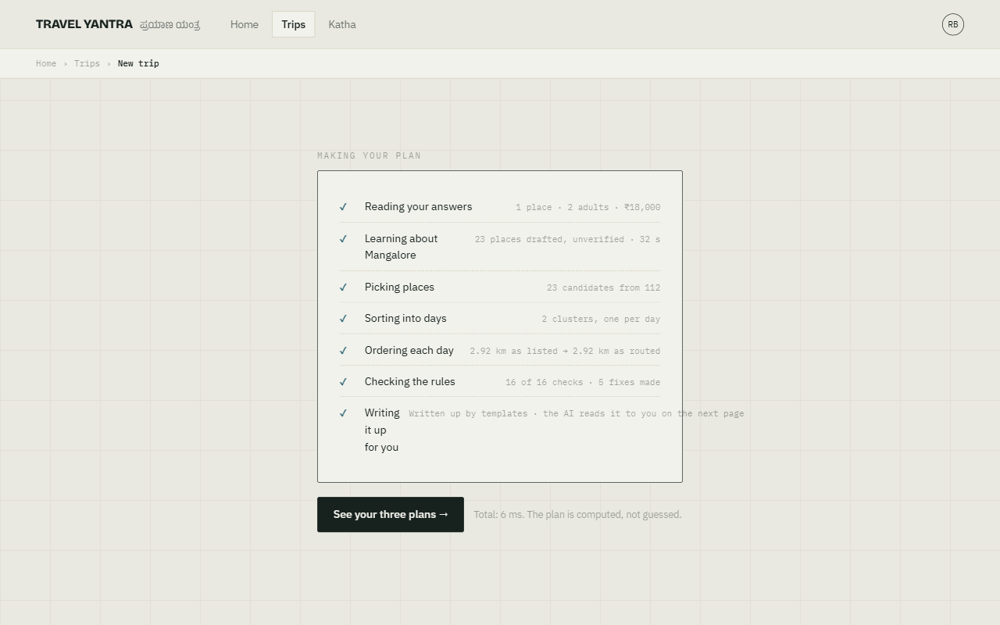 TRAVEL YANTRA ಪ್ರಯಾಣ ಯಂತ್ರ Home Trips Katha RB
Home › Trips › New trip
MAKING YOUR PLAN
✓ Reading your answers 1 place · 2 adults · ₹18,000
✓ Learning about 23 places drafted, unverified · 32 s
Mangalore
✓ Picking places 23 candidates from 112
✓ Sorting into days 2 clusters, one per day
✓ Ordering each day 2.92 km as listed → 2.92 km as routed
✓ Checking the rules 16 of 16 checks · 5 fixes made
✓ Writing Written up by templates · the AI reads it to you on the next page
it up
for you
See your three plans → Total: 6 ms. The plan is computed, not guessed.